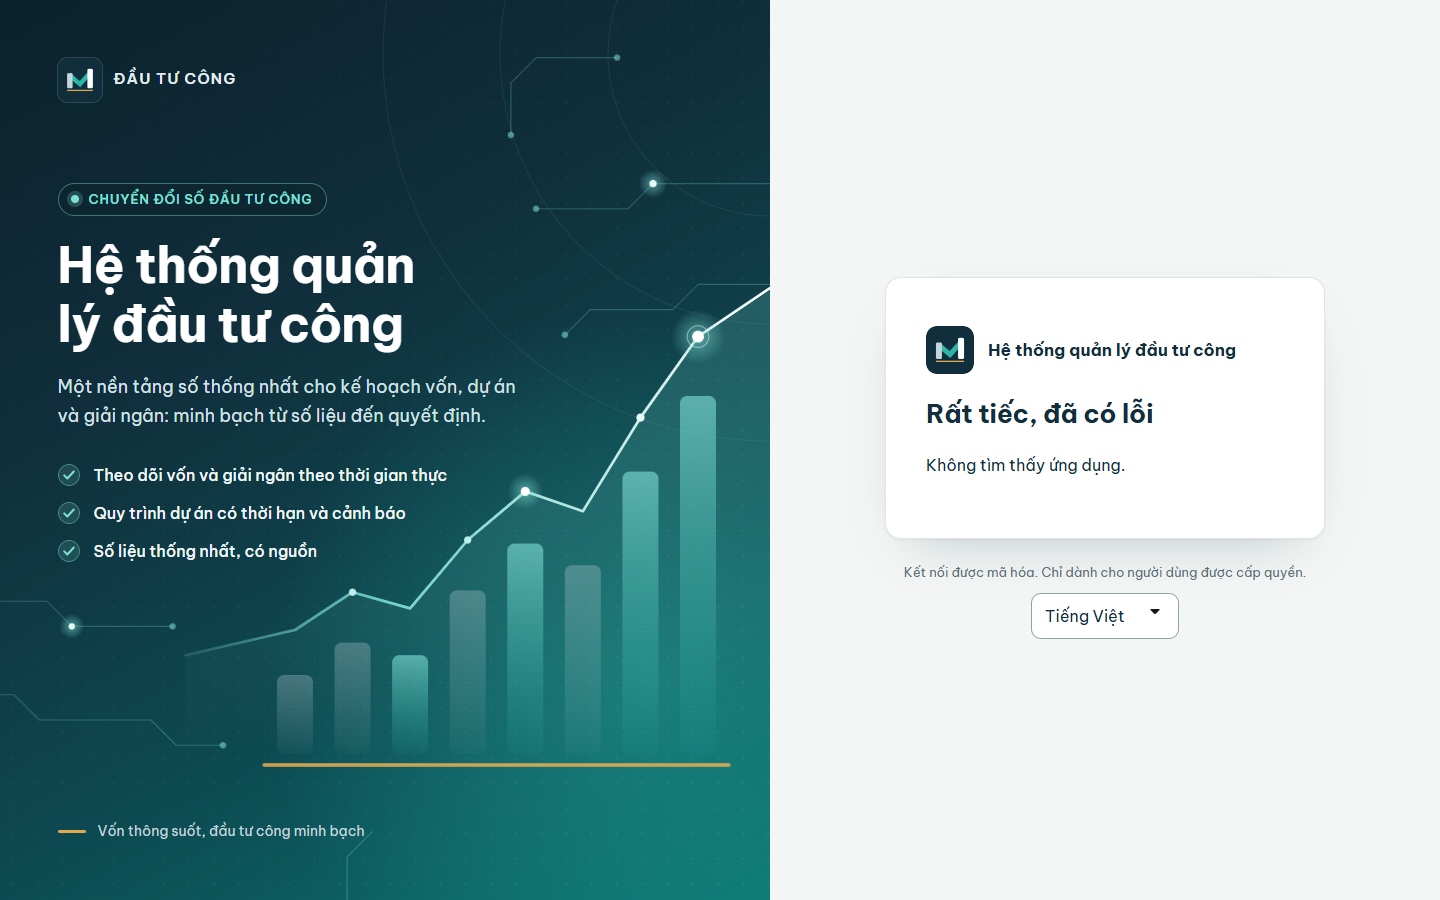 ĐẦU TƯ CÔNG
CHUYỂN ĐỔI SỐ ĐẦU TƯ CÔNG
Hệ thống quản
lý đầu tư công
Một nền tảng số thống nhất cho kế hoạch vốn, dự án
và giải ngân: minh bạch từ số liệu đến quyết định.
Theo dõi vốn và giải ngân theo thời gian thực
Quy trình dự án có thời hạn và cảnh báo
Số liệu thống nhất, có nguồn
Vốn thông suốt, đầu tư công minh bạch
Hệ thống quản lý đầu tư công
Rất tiếc, đã có lỗi
Không tìm thấy ứng dụng.
Kết nối được mã hóa. Chỉ dành cho người dùng được cấp quyền.
Tiếng Việt